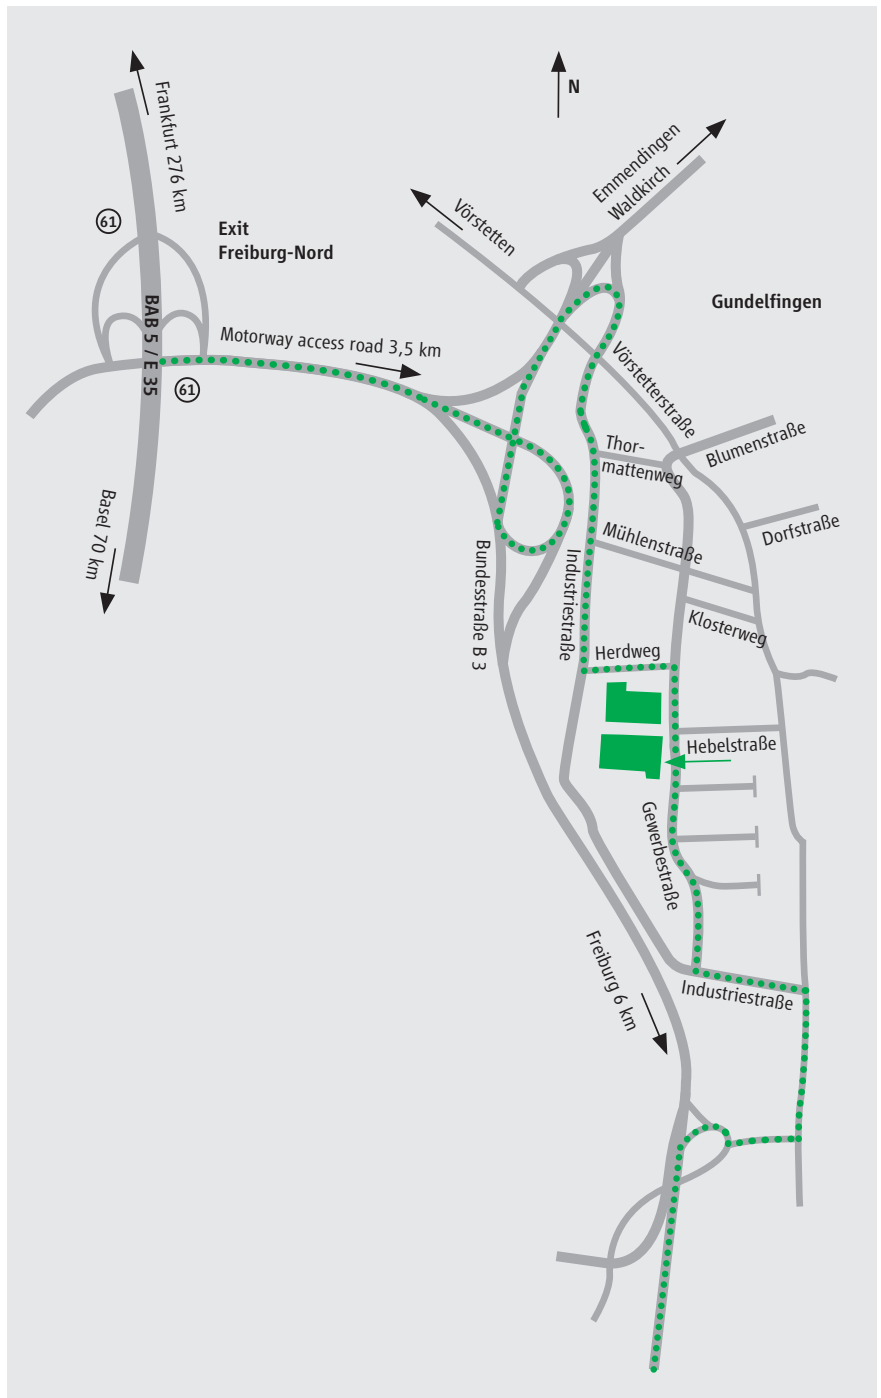 N
Frankfurt 276 km
Emmendingen
Waldkirch
Vörstetten
61
Exit
Freiburg-Nord
Gundelfingen
BAB 5 / E 35
Motorway access road 3,5 km
61
Vörstetterstraße
Blumenstraße
Thor-
mattenweg
Basel 70 km
Dorfstraße
Mühlenstraße
Bundesstraße B 3
Industriestraße
Klosterweg
Herdweg
Hebelstraße
Gewerbestraße
Freiburg 6 km
Industriestraße